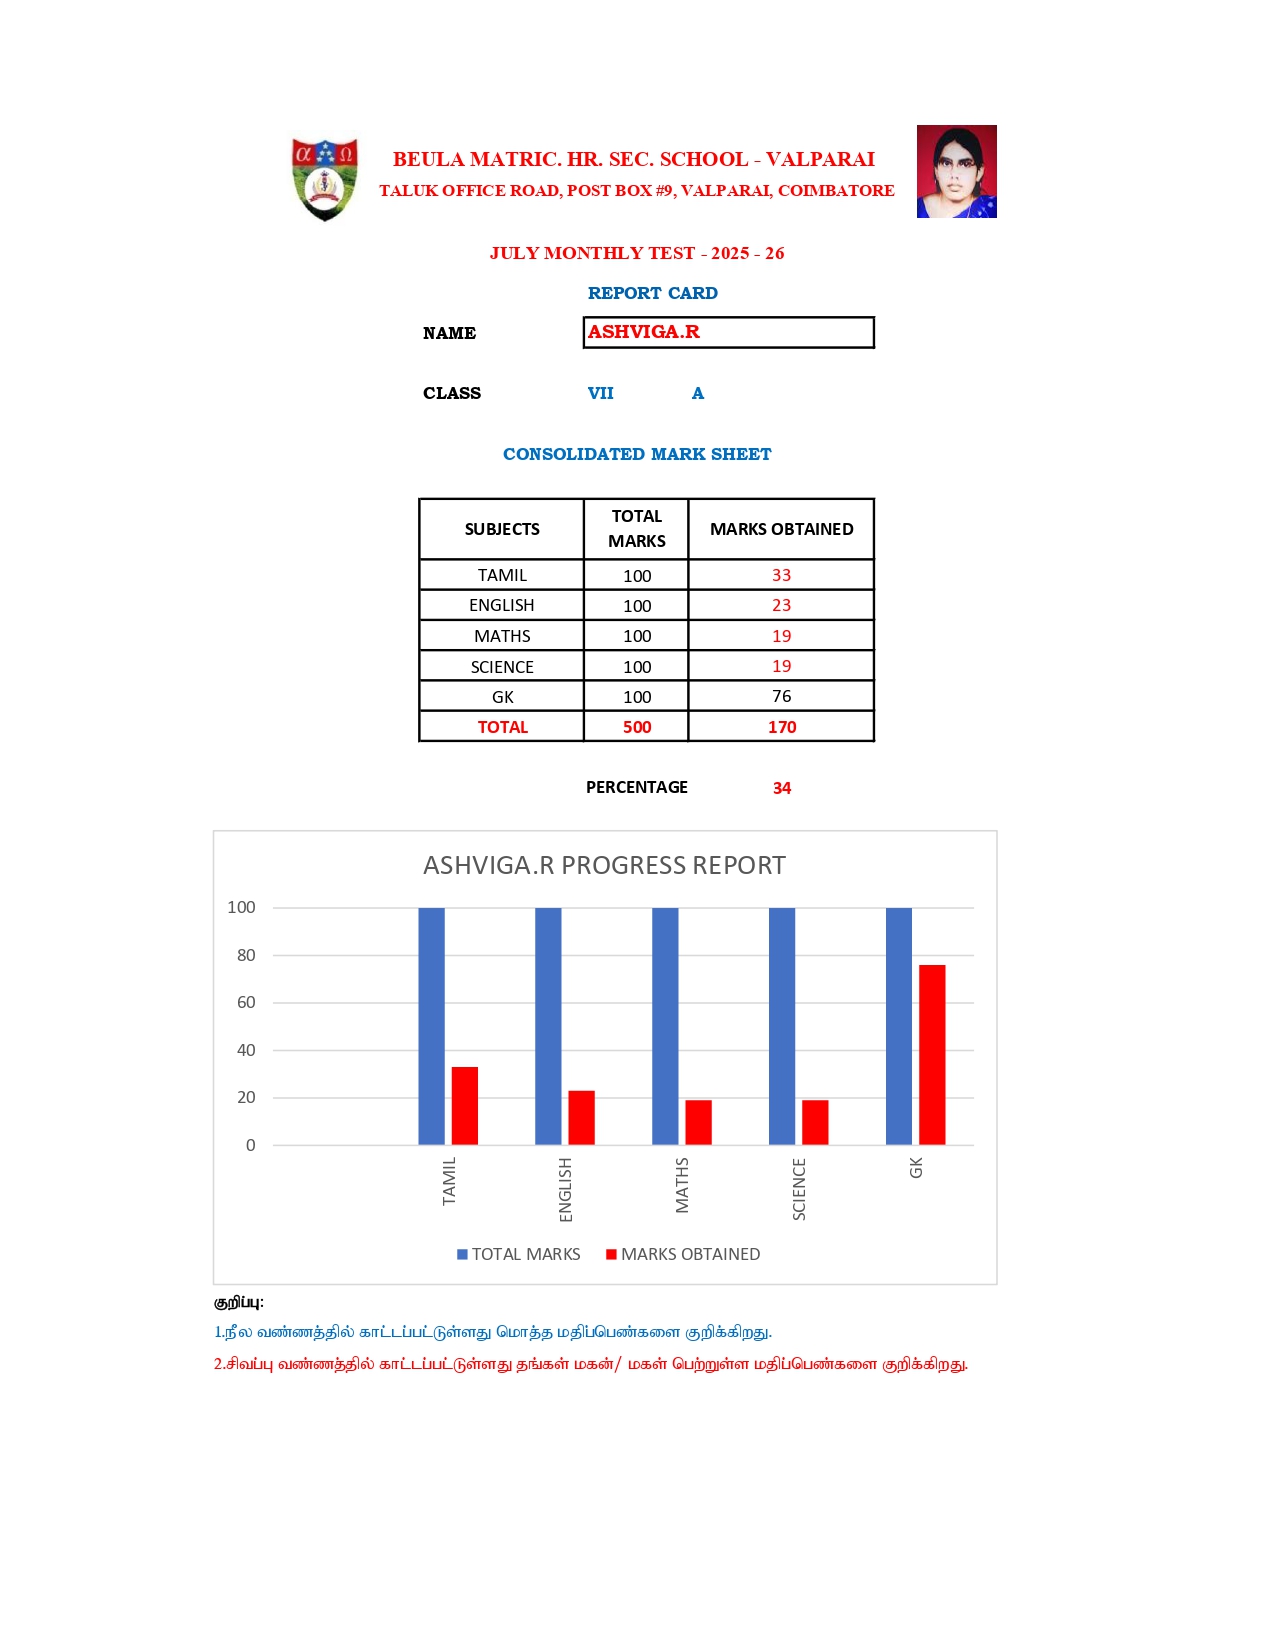 α Ω
BEULA MATRIC. HR. SEC. SCHOOL - VALPARAI
TALUK OFFICE ROAD, POST BOX #9, VALPARAI, COIMBATORE
JULY MONTHLY TEST - 2025 - 26
REPORT CARD
NAME ASHVIGA.R
CLASS VII A
CONSOLIDATED MARK SHEET
SUBJECTS TOTAL MARKS MARKS OBTAINED
TAMIL 100 33
ENGLISH 100 23
MATHS 100 19
SCIENCE 100 19
GK 100 76
TOTAL 500 170
PERCENTAGE 34
ASHVIGA.R PROGRESS REPORT
100
80
60
40
20
0
TAMIL ENGLISH MATHS SCIENCE GK
TOTAL MARKS MARKS OBTAINED
குறிப்பு:
1.நீல வண்ணத்தில் காட்டப்பட்டுள்ளது மொத்த மதிப்பெண்களை குறிக்கிறது.
2.சிவப்பு வண்ணத்தில் காட்டப்பட்டுள்ளது தங்கள் மகன்/ மகள் பெற்றுள்ள மதிப்பெண்களை குறிக்கிறது.